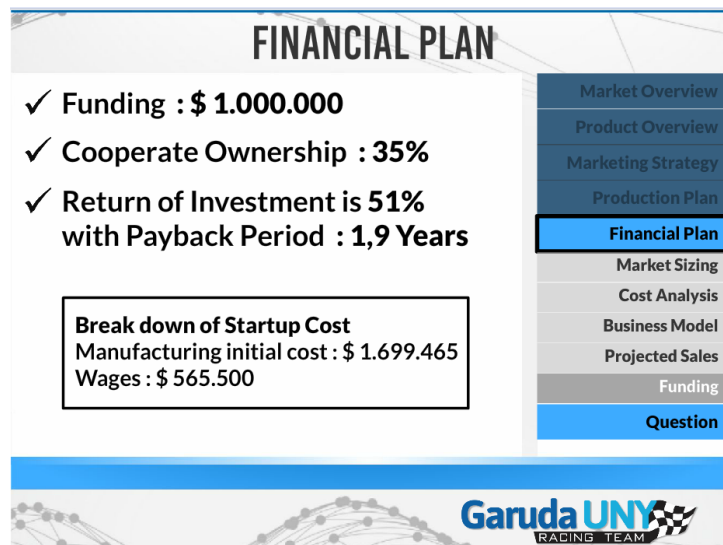 FINANCIAL PLAN
✓ Funding : $ 1.000.000
✓ Cooperate Ownership : 35%
✓ Return of Investment is 51%
with Payback Period : 1,9 Years
Break down of Startup Cost
Manufacturing initial cost : $ 1.699.465
Wages : $ 565.500
Market Overview
Product Overview
Marketing Strategy
Production Plan
Financial Plan
Market Sizing
Cost Analysis
Business Model
Projected Sales
Funding
Question
Garuda UNY
RACING TEAM